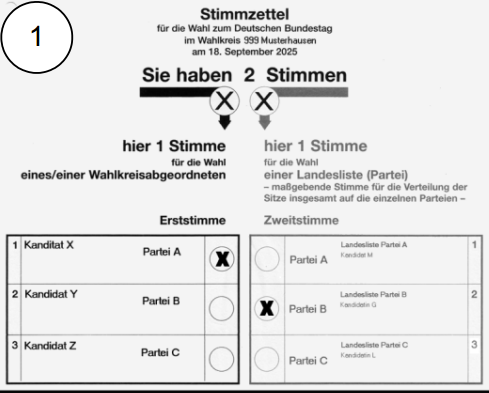 1
Stimmzettel
für die Wahl zum Deutschen Bundestag
im Wahlkreis 999 Musterhausen
am 18. September 2025
Sie haben 2 Stimmen
X X
hier 1 Stimme
für die Wahl
eines/einer Wahlkreisabgeordneten
hier 1 Stimme
für die Wahl
einer Landesliste (Partei)
– maßgebende Stimme für die Verteilung der
Sitze insgesamt auf die einzelnen Parteien –
Erststimme
Zweitstimme
1 Kanditat X Partei A X
2 Kandidat Y Partei B
3 Kandidat Z Partei C
Partei A Landesliste Partei A 1
Kandidat M
X Partei B Landesliste Partei B 2
Kandidatin G
Partei C Landesliste Partei C 3
Kandidatin L